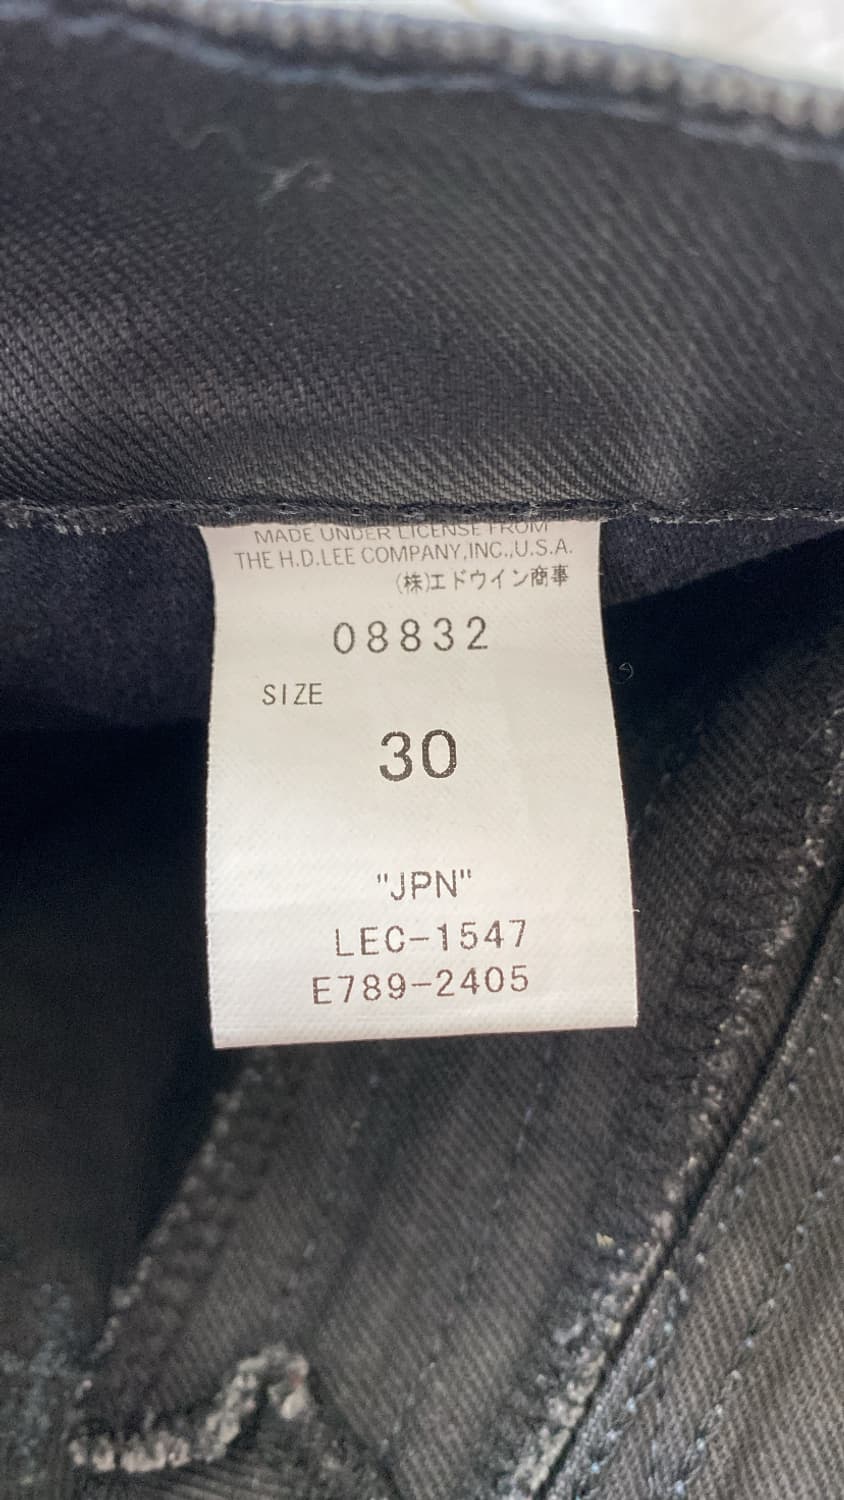 MADE UNDER LICENSE FROM
THE H.D.LEE COMPANY,INC.,U.S.A.
(株)エドウイン商事
08832
SIZE
30
"JPN"
LEC-1547
E789-2405